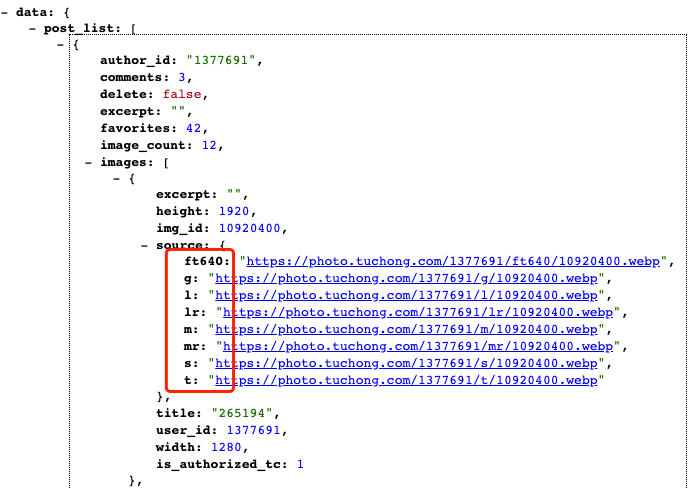 - data: {
- post_list: [
- {
author_id: "1377691",
comments: 3,
delete: false,
excerpt: "",
favorites: 42,
image_count: 12,
- images: [
- {
excerpt: "",
height: 1920,
img_id: 10920400,
- source: {
ft640: "https://photo.tuchong.com/1377691/ft640/10920400.webp",
g: "https://photo.tuchong.com/1377691/g/10920400.webp",
l: "https://photo.tuchong.com/1377691/l/10920400.webp",
lr: "https://photo.tuchong.com/1377691/lr/10920400.webp",
m: "https://photo.tuchong.com/1377691/m/10920400.webp",
mr: "https://photo.tuchong.com/1377691/mr/10920400.webp",
s: "https://photo.tuchong.com/1377691/s/10920400.webp",
t: "https://photo.tuchong.com/1377691/t/10920400.webp"
},
title: "265194",
user_id: 1377691,
width: 1280,
is_authorized_tc: 1
},